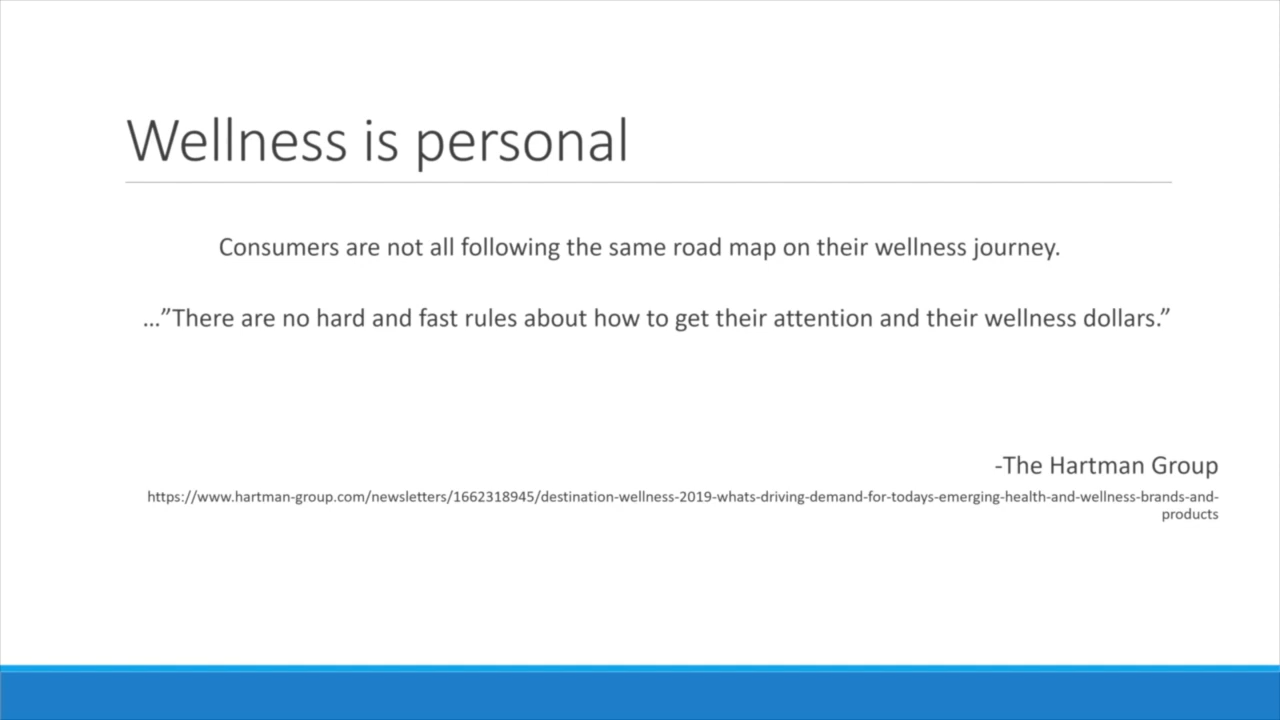 Wellness is personal
Consumers are not all following the same road map on their wellness journey.
…”There are no hard and fast rules about how to get their attention and their wellness dollars.”
-The Hartman Group
https://www.hartman-group.com/newsletters/1662318945/destination-wellness-2019-whats-driving-demand-for-todays-emerging-health-and-wellness-brands-and-
products